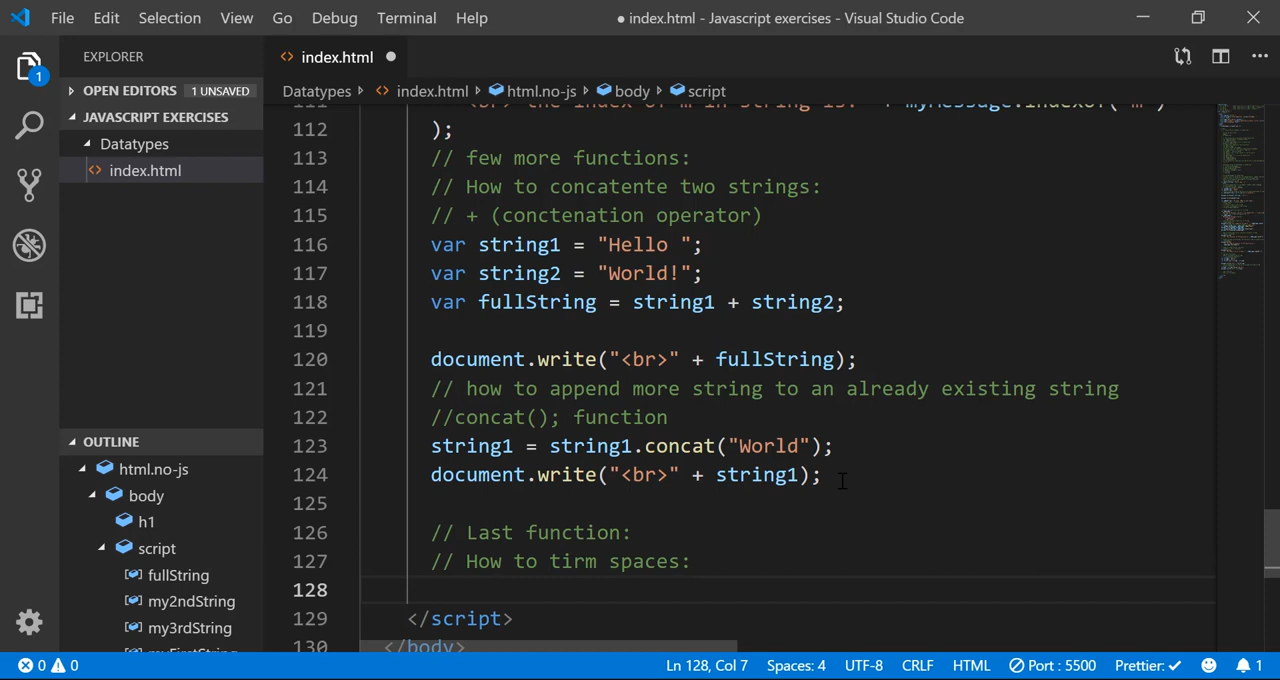 File Edit Selection View Go Debug Terminal Help ● index.html - Javascript exercises - Visual Studio Code
EXPLORER
OPEN EDITORS 1 UNSAVED
JAVASCRIPT EXERCISES
Datatypes
<> index.html
OUTLINE
html.no-js
body
h1
script
fullString
my2ndString
my3rdString
1
<> index.html ●
Datatypes <> index.html html.no-js body script
112 );
113 // few more functions:
114 // How to concatente two strings:
115 // + (conctenation operator)
116 var string1 = "Hello ";
117 var string2 = "World!";
118 var fullString = string1 + string2;
119
120 document.write("<br>" + fullString);
121 // how to append more string to an already existing string
122 //concat(); function
123 string1 = string1.concat("World");
124 document.write("<br>" + string1);
125
126 // Last function:
127 // How to tirm spaces:
128
129 </script>
130 </body>
0 0 Ln 128, Col 7 Spaces: 4 UTF-8 CRLF HTML Port : 5500 Prettier: ✓ 1